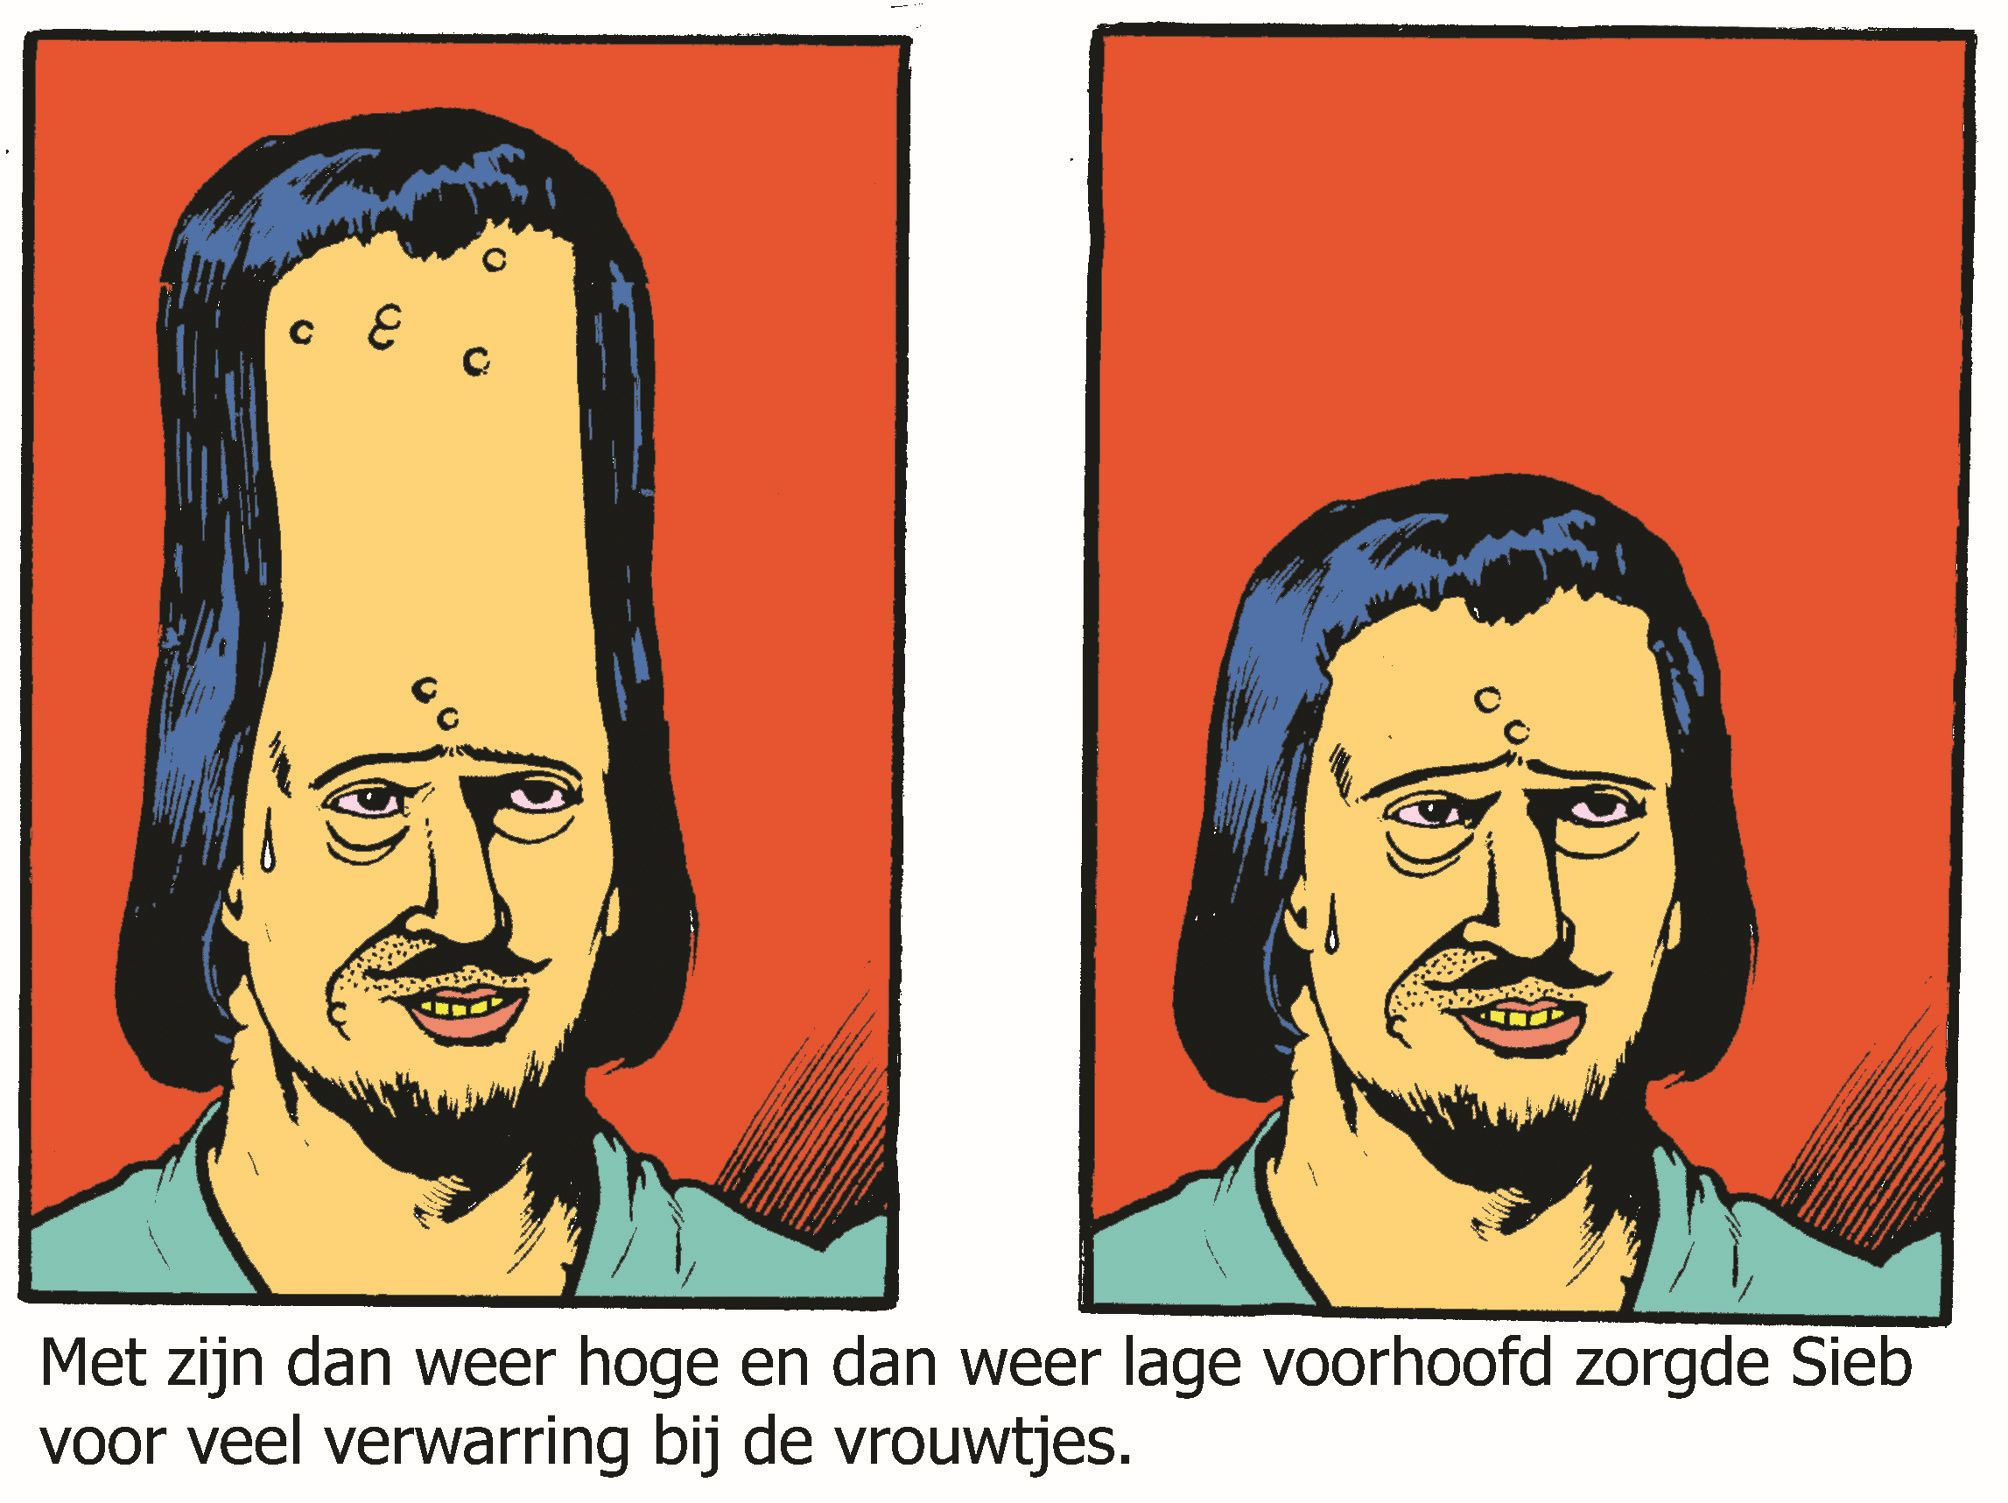 Met zijn dan weer hoge en dan weer lage voorhoofd zorgde Sieb
voor veel verwarring bij de vrouwtjes.